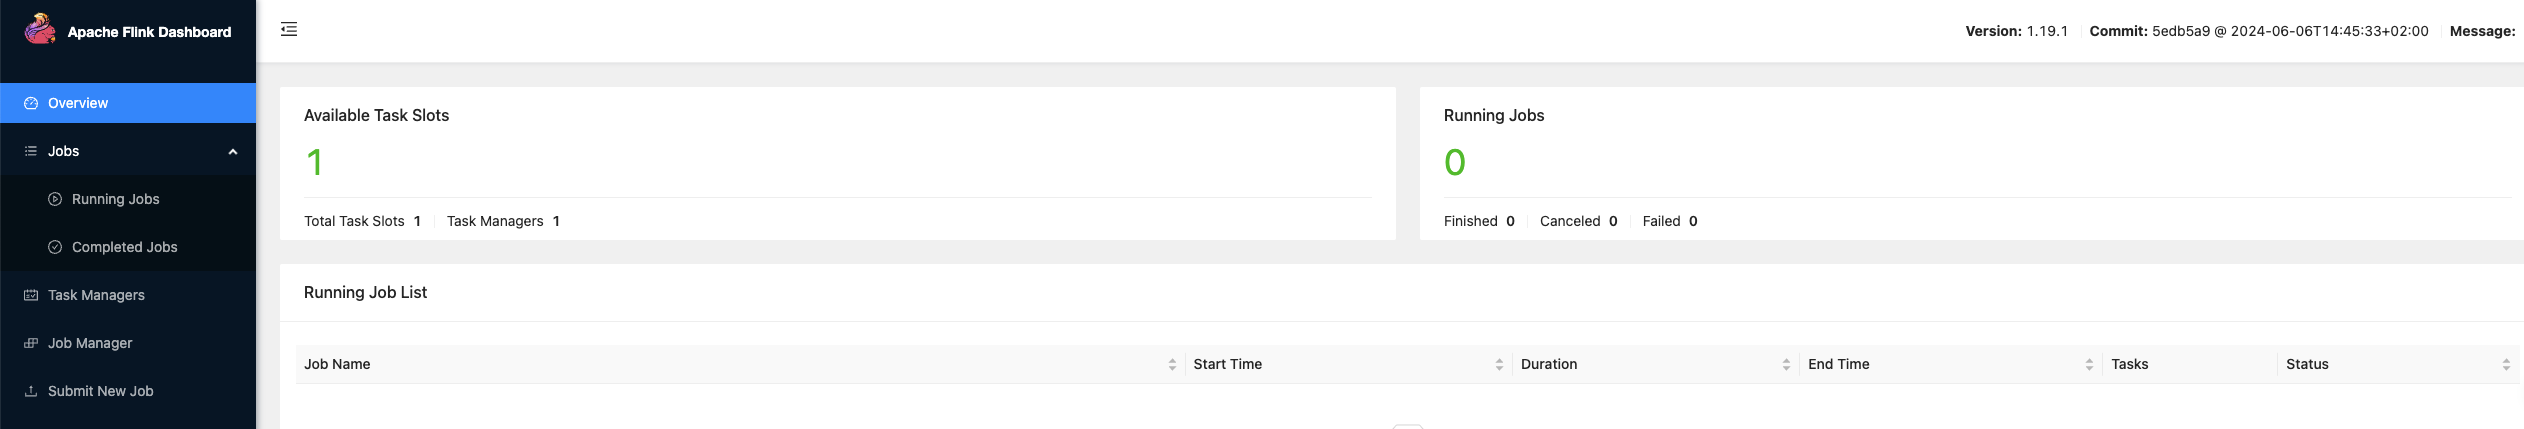 Apache Flink Dashboard
Version: 1.19.1 Commit: 5edb5a9 @ 2024-06-06T14:45:33+02:00 Message:
Overview
Jobs
Running Jobs
Completed Jobs
Task Managers
Job Manager
Submit New Job
Available Task Slots
1
Total Task Slots 1 Task Managers 1
Running Jobs
0
Finished 0 Canceled 0 Failed 0
Running Job List
Job Name Start Time Duration End Time Tasks Status